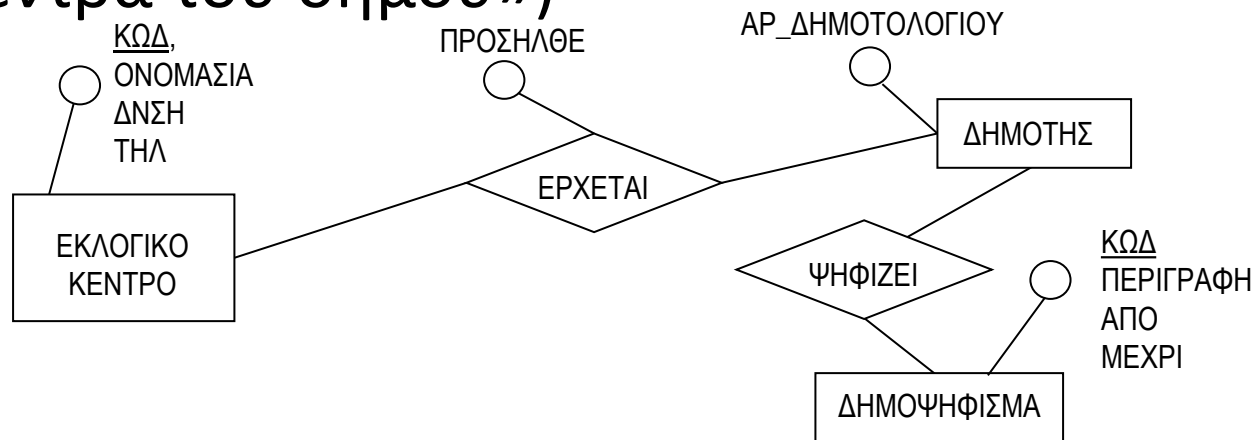 ΚΩΔ,
ΟΝΟΜΑΣΙΑ
ΔΝΣΗ
ΤΗΛ
ΠΡΟΣΗΛΘΕ
ΑΡ_ΔΗΜΟΤΟΛΟΓΙΟΥ
ΔΗΜΟΤΗΣ
ΕΡΧΕΤΑΙ
ΕΚΛΟΓΙΚΟ
ΚΕΝΤΡΟ
ΨΗΦΙΖΕΙ
ΚΩΔ
ΠΕΡΙΓΡΑΦΗ
ΑΠΟ
ΜΕΧΡΙ
ΔΗΜΟΨΗΦΙΣΜΑ